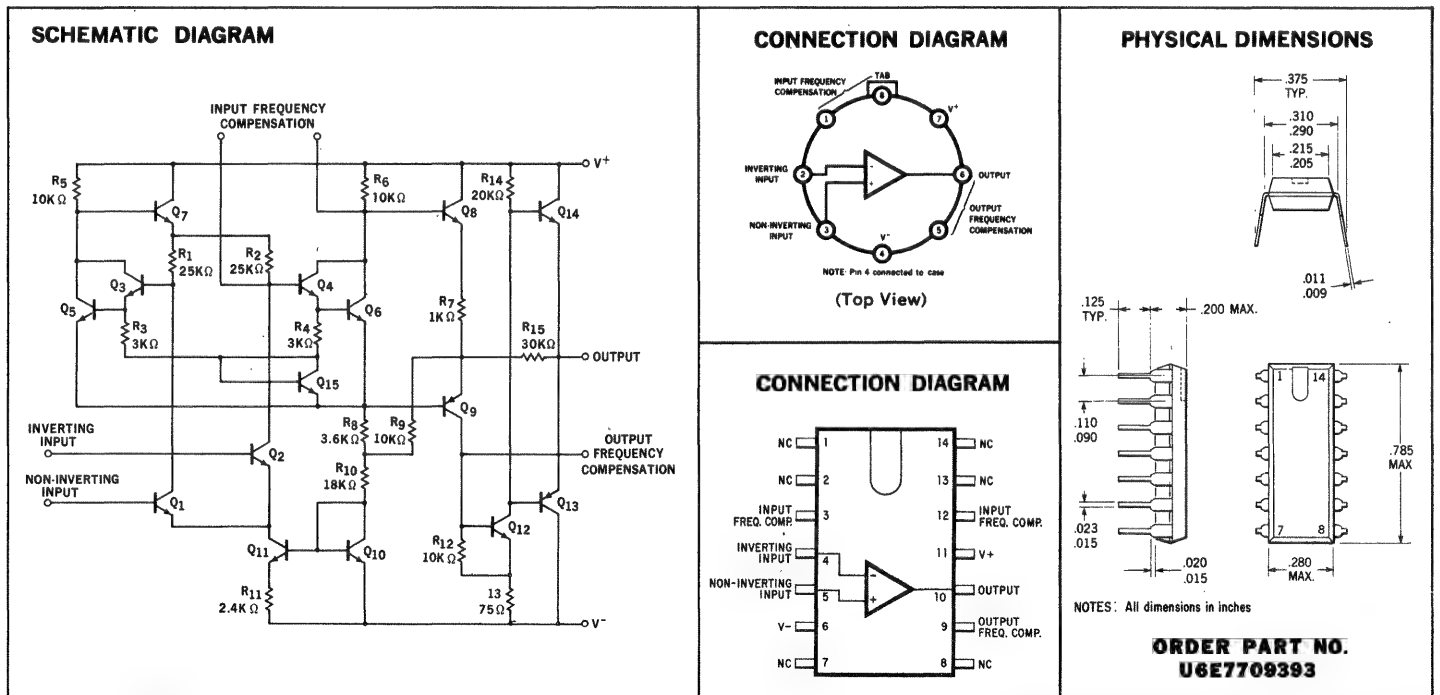 SCHEMATIC DIAGRAM
INPUT FREQUENCY
COMPENSATION
V+
R5
10KΩ
Q7
R6
10KΩ
Q8
R14
20KΩ
Q14
R1
25KΩ
R2
25KΩ
Q3
Q4
Q5
Q6
R3
3KΩ
R4
3KΩ
R7
1KΩ
R15
30KΩ
OUTPUT
Q15
Q9
R8
3.6KΩ
R9
10KΩ
INVERTING
INPUT
Q2
OUTPUT
FREQUENCY
COMPENSATION
R10
18KΩ
NON-INVERTING
INPUT
Q1
Q13
Q12
Q11
Q10
R12
10KΩ
R11
2.4KΩ
13
75Ω
V-
CONNECTION DIAGRAM
INPUT FREQUENCY
COMPENSATION
TAB
8
1
7
V+
INVERTING
INPUT
2
-
+
6
OUTPUT
NON-INVERTING
INPUT
3
V-
4
5
OUTPUT
FREQUENCY
COMPENSATION
NOTE: Pin 4 connected to case
(Top View)
CONNECTION DIAGRAM
NC 1
14 NC
NC 2
13 NC
INPUT
FREQ. COMP. 3
12 INPUT
FREQ. COMP.
INVERTING
INPUT 4
11 V+
NON-INVERTING
INPUT 5
-
+
10 OUTPUT
V- 6
9 OUTPUT
FREQ. COMP.
NC 7
8 NC
PHYSICAL DIMENSIONS
.375
TYP.
.310
.290
.215
.205
.011
.009
.125
TYP.
.200 MAX.
1 14
.110
.090
.785
MAX
.023
.015
7 8
.020
.015
.280
MAX.
NOTES: All dimensions in inches
ORDER PART NO.
U6E7709393